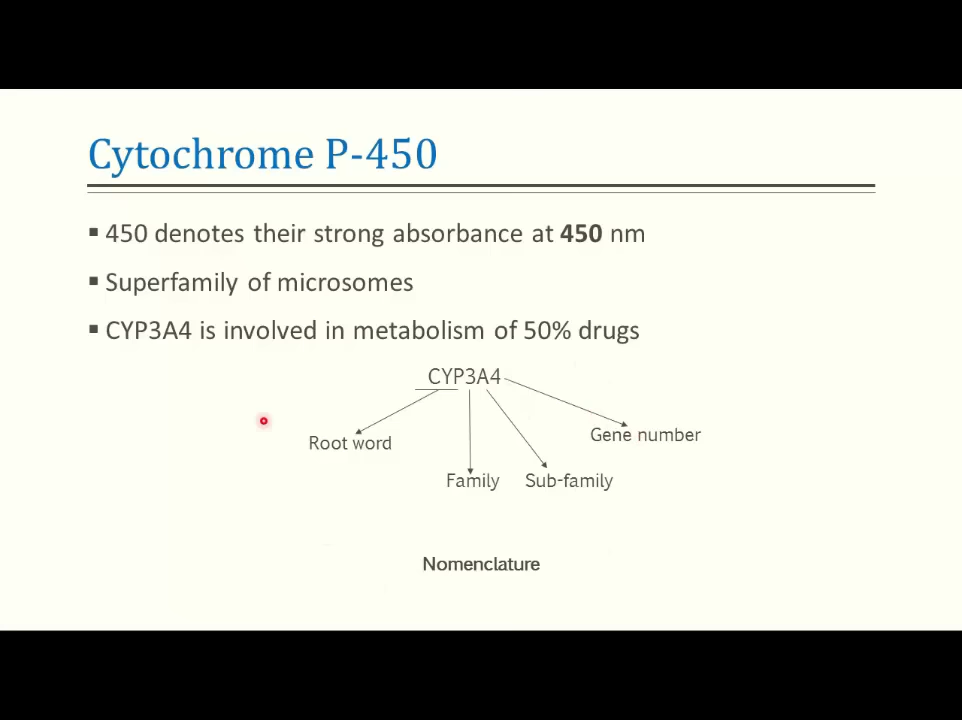 Cytochrome P-450
▪ 450 denotes their strong absorbance at 450 nm
▪ Superfamily of microsomes
▪ CYP3A4 is involved in metabolism of 50% drugs
CYP3A4
Root word
Gene number
Family
Sub-family
Nomenclature